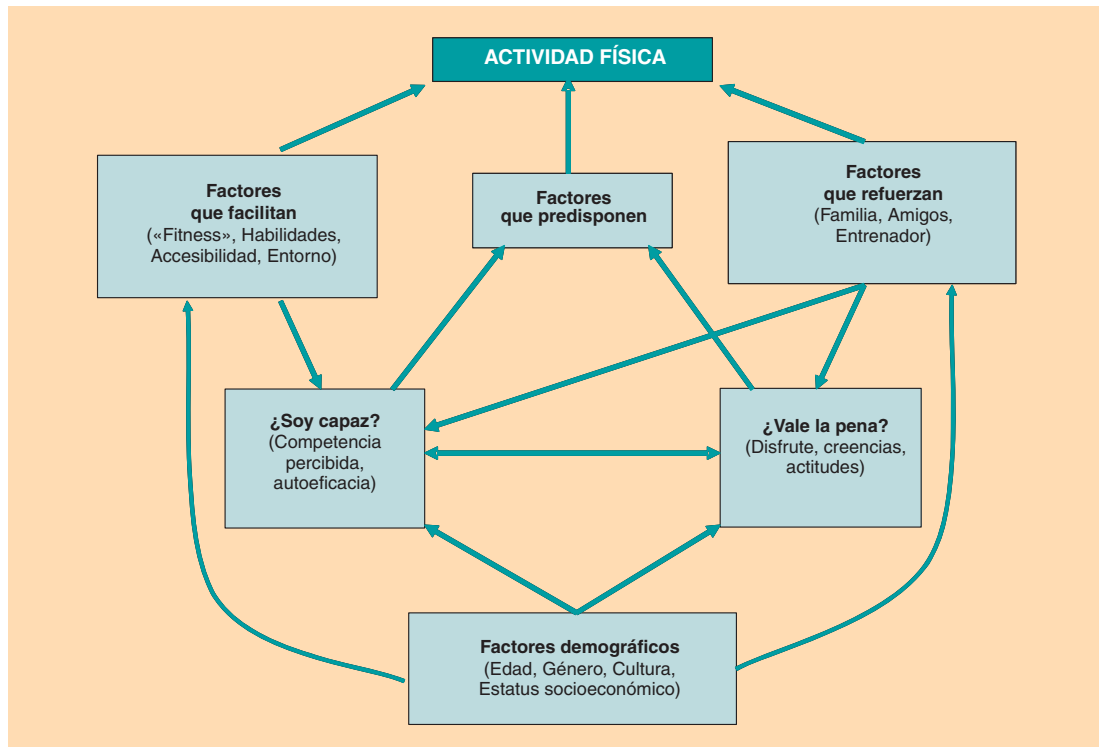 ACTIVIDAD FÍSICA
Factores
que facilitan
(«Fitness», Habilidades,
Accesibilidad, Entorno)
Factores
que predisponen
Factores
que refuerzan
(Familia, Amigos,
Entrenador)
¿Soy capaz?
(Competencia
percibida,
autoeficacia)
¿Vale la pena?
(Disfrute, creencias,
actitudes)
Factores demográficos
(Edad, Género, Cultura,
Estatus socioeconómico)